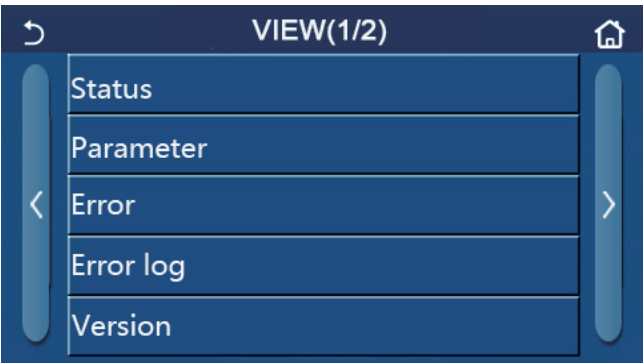 VIEW(1/2)
Status
Parameter
Error
Error log
Version